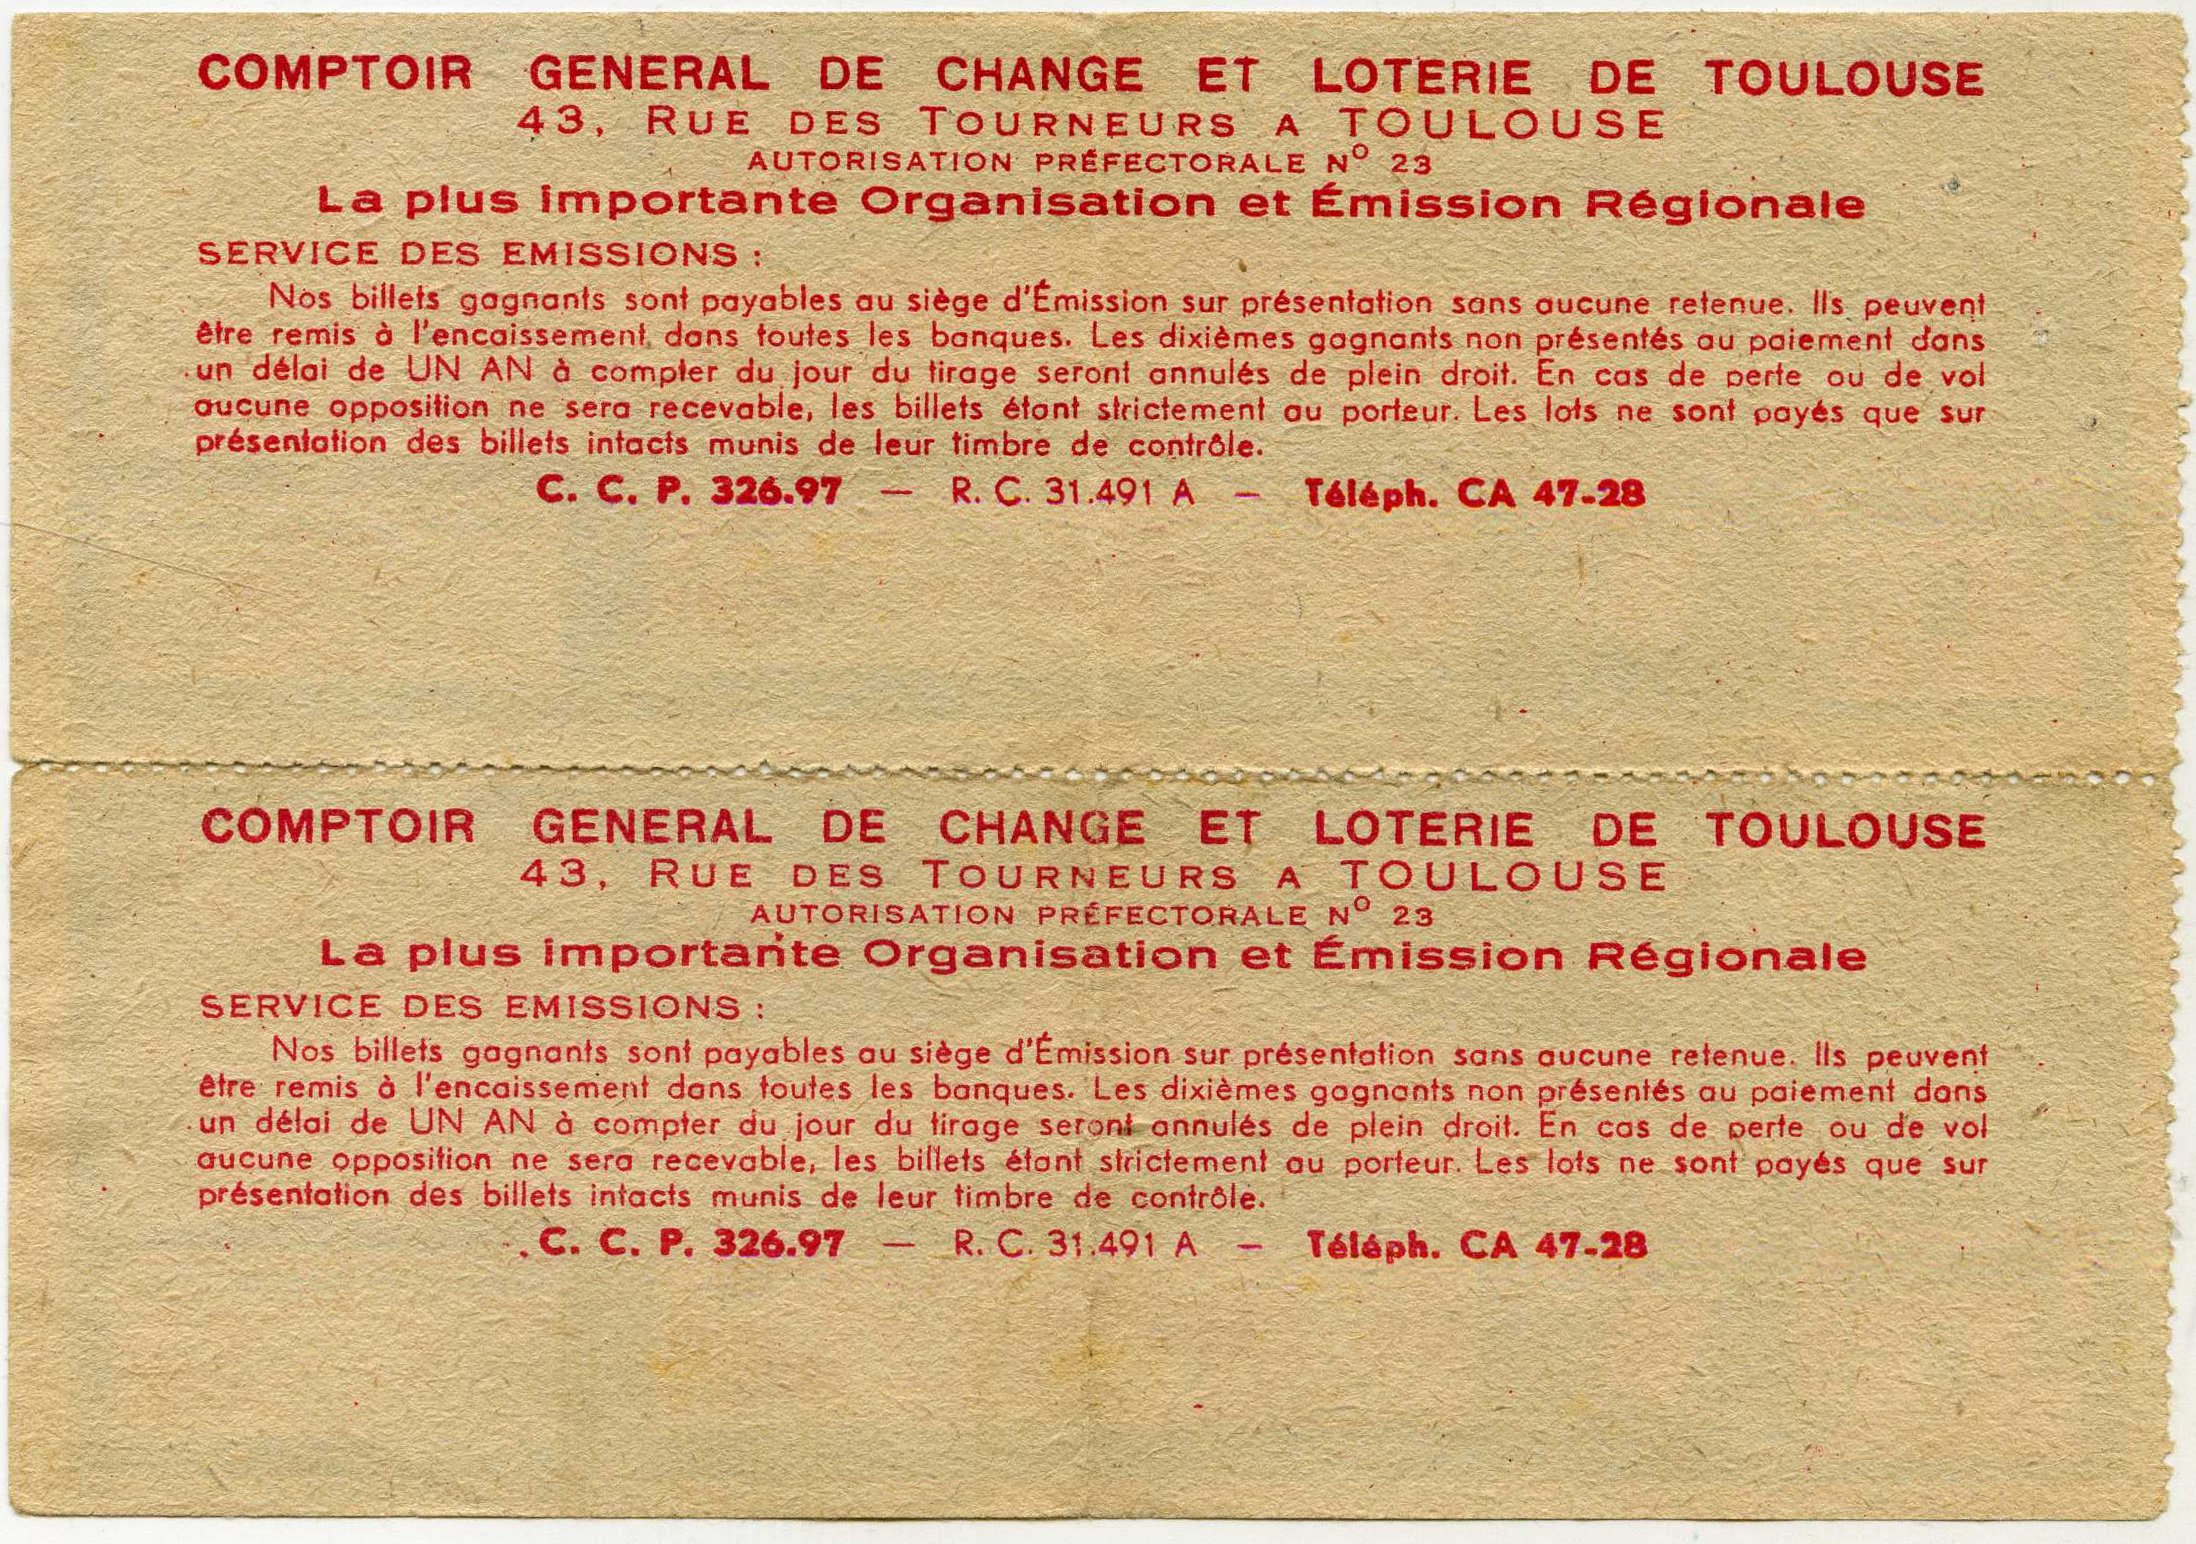 COMPTOIR GENERAL DE CHANGE ET LOTERIE DE TOULOUSE
43, RUE DES TOURNEURS A TOULOUSE
AUTORISATION PRÉFECTORALE Nº 23
La plus importante Organisation et Émission Régionale
SERVICE DES EMISSIONS :
Nos billets gagnants sont payables au siège d'Émission sur présentation sans aucune retenue. Ils peuvent
être remis à l'encaissement dans toutes les banques. Les dixièmes gagnants non présentés au paiement dans
un délai de UN AN à compter du jour du tirage seront annulés de plein droit. En cas de perte ou de vol
aucune opposition ne sera recevable, les billets étant strictement au porteur. Les lots ne sont payés que sur
présentation des billets intacts munis de leur timbre de contrôle.
C. C. P. 326.97 — R. C. 31.491 A — Téléph. CA 47-28
COMPTOIR GENERAL DE CHANGE ET LOTERIE DE TOULOUSE
43, RUE DES TOURNEURS A TOULOUSE
AUTORISATION PRÉFECTORALE Nº 23
La plus importante Organisation et Émission Régionale
SERVICE DES EMISSIONS :
Nos billets gagnants sont payables au siège d'Émission sur présentation sans aucune retenue. Ils peuvent
être remis à l'encaissement dans toutes les banques. Les dixièmes gagnants non présentés au paiement dans
un délai de UN AN à compter du jour du tirage seront annulés de plein droit. En cas de perte ou de vol
aucune opposition ne sera recevable, les billets étant strictement au porteur. Les lots ne sont payés que sur
présentation des billets intacts munis de leur timbre de contrôle.
C. C. P. 326.97 — R. C. 31.491 A — Téléph. CA 47-28